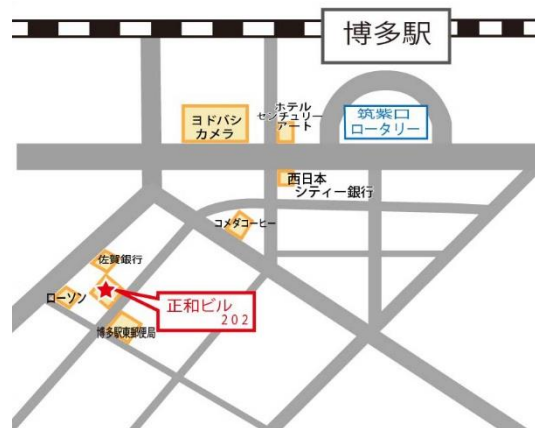 博多駅
ヨドバシ
カメラ
ホテル
センチュリー
アート
筑紫口
ロータリー
西日本
シティー銀行
コメダコーヒー
佐賀銀行
ローソン
正和ビル
202
博多駅東郵便局